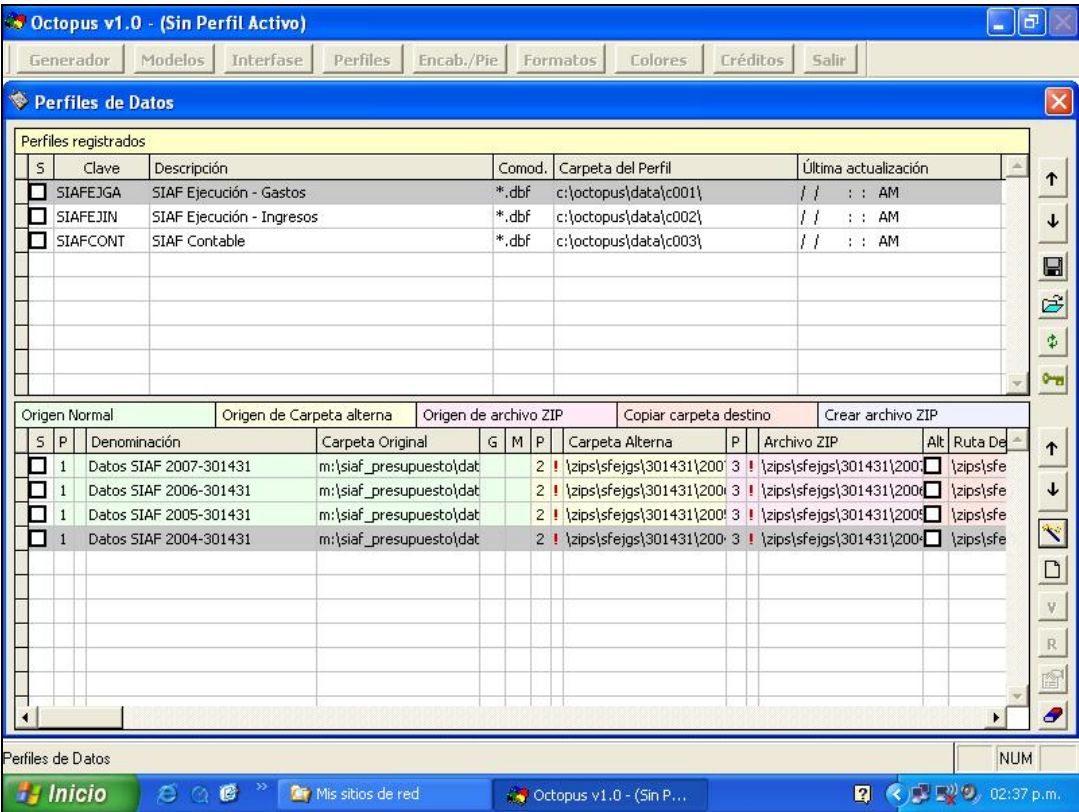 Octopus v1.0 - (Sin Perfil Activo)
Generador Modelos Interfase Perfiles Encab./Pie Formatos Colores Créditos Salir
Perfiles de Datos
Perfiles registrados
S Clave Descripción Comod. Carpeta del Perfil Última actualización
SIAFEJGA SIAF Ejecución - Gastos *.dbf c:\octopus\data\c001\ / / : : AM
SIAFEJIN SIAF Ejecución - Ingresos *.dbf c:\octopus\data\c002\ / / : : AM
SIAFCONT SIAF Contable *.dbf c:\octopus\data\c003\ / / : : AM
Origen Normal Origen de Carpeta alterna Origen de archivo ZIP Copiar carpeta destino Crear archivo ZIP
S P Denominación Carpeta Original G M P Carpeta Alterna P Archivo ZIP Alt Ruta De
1 Datos SIAF 2007-301431 m:\siaf_presupuesto\dat 2 ! \zips\sfejgs\301431\200 3 ! \zips\sfejgs\301431\2007 \zips\sfe
1 Datos SIAF 2006-301431 m:\siaf_presupuesto\dat 2 ! \zips\sfejgs\301431\200 3 ! \zips\sfejgs\301431\2006 \zips\sfe
1 Datos SIAF 2005-301431 m:\siaf_presupuesto\dat 2 ! \zips\sfejgs\301431\200 3 ! \zips\sfejgs\301431\2005 \zips\sfe
1 Datos SIAF 2004-301431 m:\siaf_presupuesto\dat 2 ! \zips\sfejgs\301431\200 3 ! \zips\sfejgs\301431\2004 \zips\sfe
V
R
Perfiles de Datos NUM
Inicio » Mis sitios de red Octopus v1.0 - (Sin P... 02:37 p.m.